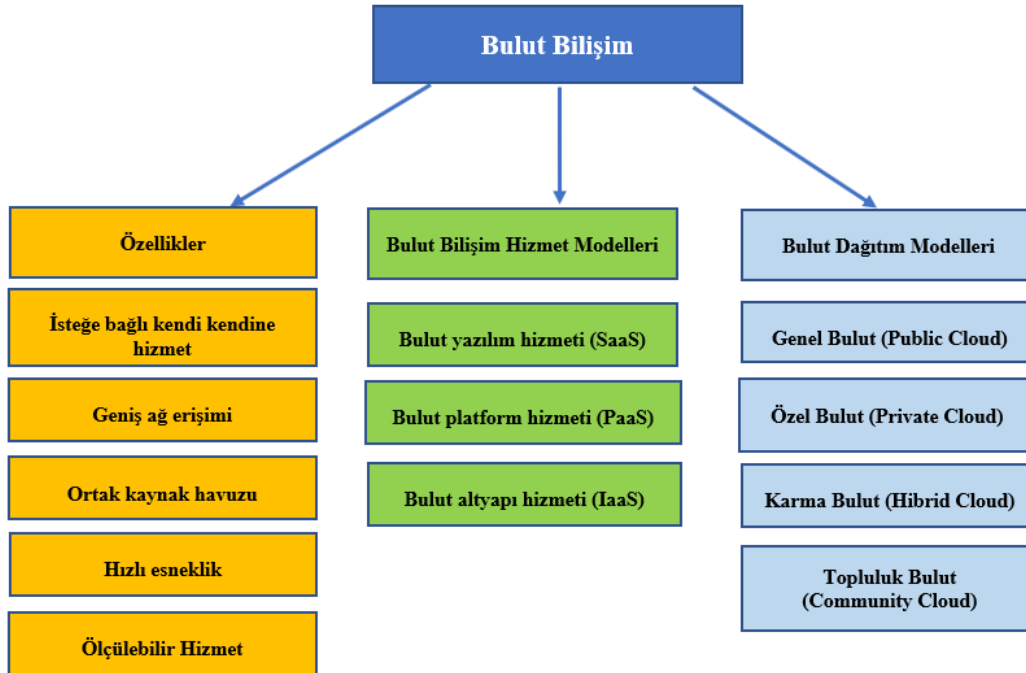 Bulut Bilişim
Özellikler
İsteğe bağlı kendi kendine
hizmet
Geniş ağ erişimi
Ortak kaynak havuzu
Hızlı esneklik
Ölçülebilir Hizmet
Bulut Bilişim Hizmet Modelleri
Bulut yazılım hizmeti (SaaS)
Bulut platform hizmeti (PaaS)
Bulut altyapı hizmeti (IaaS)
Bulut Dağıtım Modelleri
Genel Bulut (Public Cloud)
Özel Bulut (Private Cloud)
Karma Bulut (Hibrid Cloud)
Topluluk Bulut
(Community Cloud)